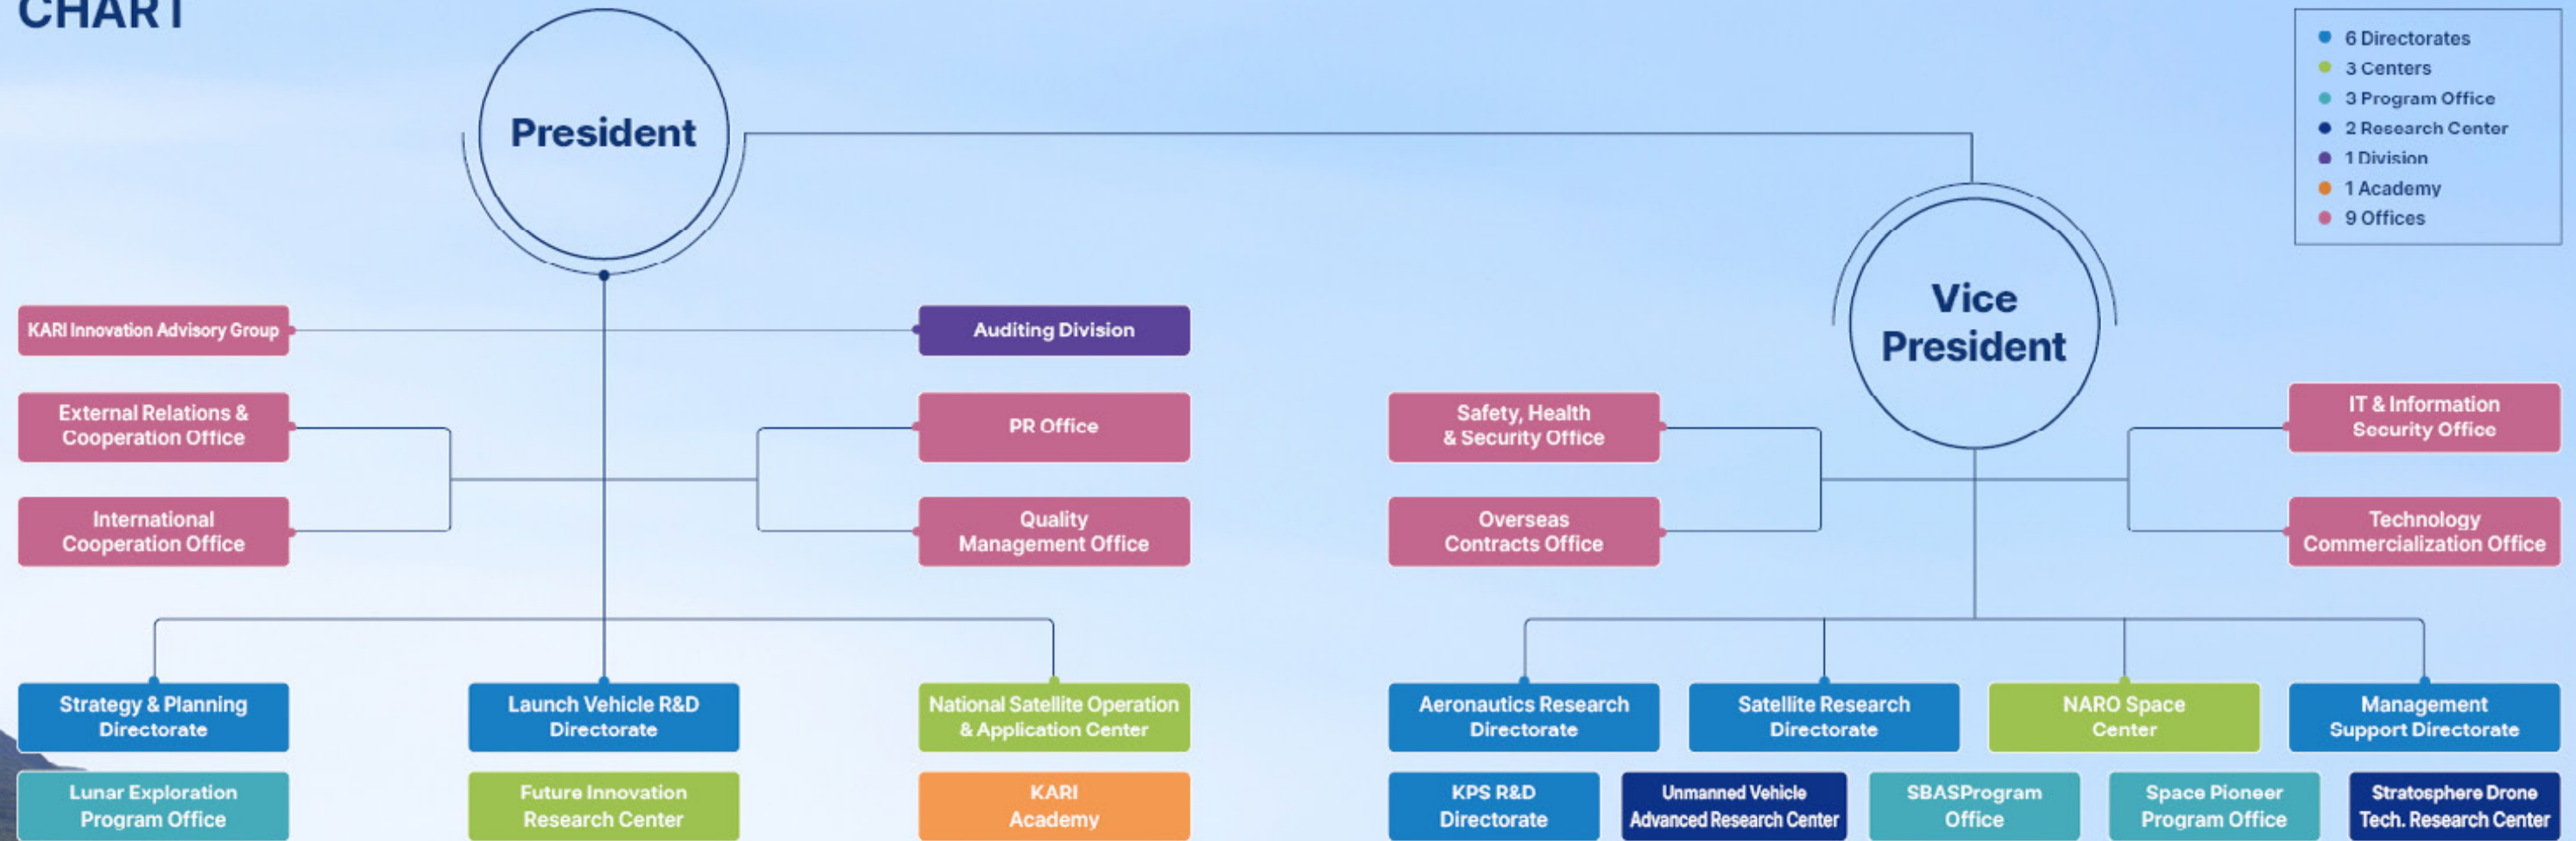 CHART
President
6 Directorates
3 Centers
3 Program Office
2 Research Center
1 Division
1 Academy
9 Offices
Vice
President
KARI Innovation Advisory Group
Auditing Division
External Relations &
Cooperation Office
PR Office
Safety, Health
& Security Office
IT & Information
Security Office
International
Cooperation Office
Quality
Management Office
Overseas
Contracts Office
Technology
Commercialization Office
Strategy & Planning
Directorate
Launch Vehicle R&D
Directorate
National Satellite Operation
& Application Center
Aeronautics Research
Directorate
Satellite Research
Directorate
NARO Space
Center
Management
Support Directorate
Lunar Exploration
Program Office
Future Innovation
Research Center
KARI
Academy
KPS R&D
Directorate
Unmanned Vehicle
Advanced Research Center
SBASProgram
Office
Space Pioneer
Program Office
Stratosphere Drone
Tech. Research Center